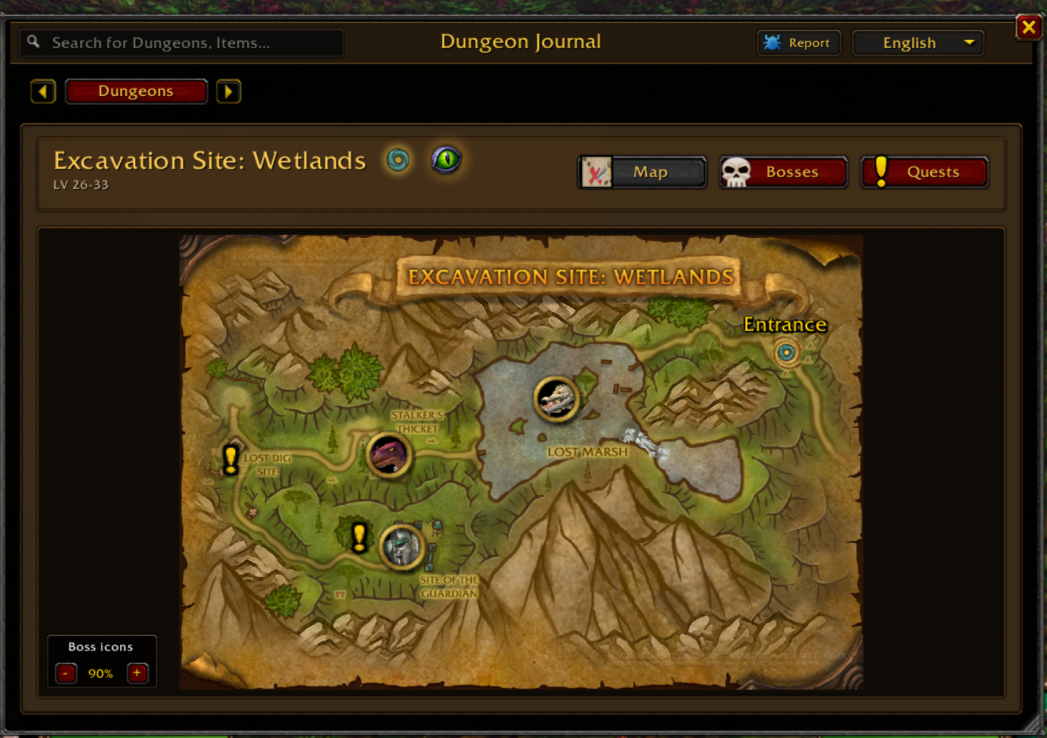 Search for Dungeons, Items...
Dungeon Journal
Report
English
Dungeons
Excavation Site: Wetlands
LV 26-33
Map
Bosses
Quests
EXCAVATION SITE: WETLANDS
Entrance
STALKER'S
THICKET
LOST MARSH
LOST DIG
SITE
SITE OF THE
GUARDIAN
Boss icons
- 90% +